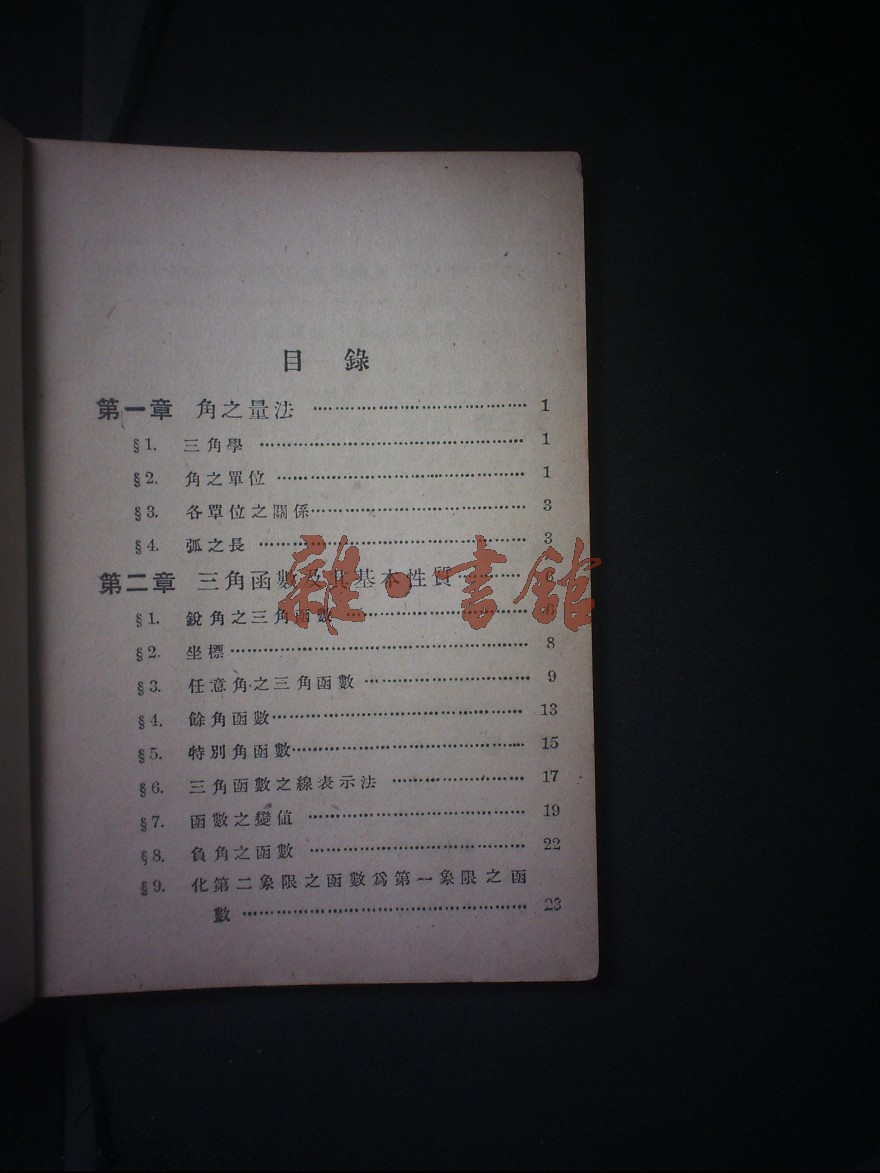 目 錄
第一章 角之量法 …………………………………… 1
§1. 三角學 …………………………………… 1
§2. 角之單位 …………………………………… 1
§3. 各單位之關係 …………………………………… 3
§4. 弧之長 …………………………………… 3
第二章 三角函數及其基本性質 ………… 6
§1. 銳角之三角函數 ………………………… 6
雜·書館
§2. 坐標 …………………………………… 8
§3. 任意角之三角函數 ………………………… 9
§4. 餘角函數 …………………………………… 13
§5. 特別角函數 …………………………………… 15
§6. 三角函數之線表示法 …………………… 17
§7. 函數之變值 …………………………………… 19
§8. 負角之函數 …………………………………… 22
§9. 化第二象限之函數爲第一象限之函
數 …………………………………… 23